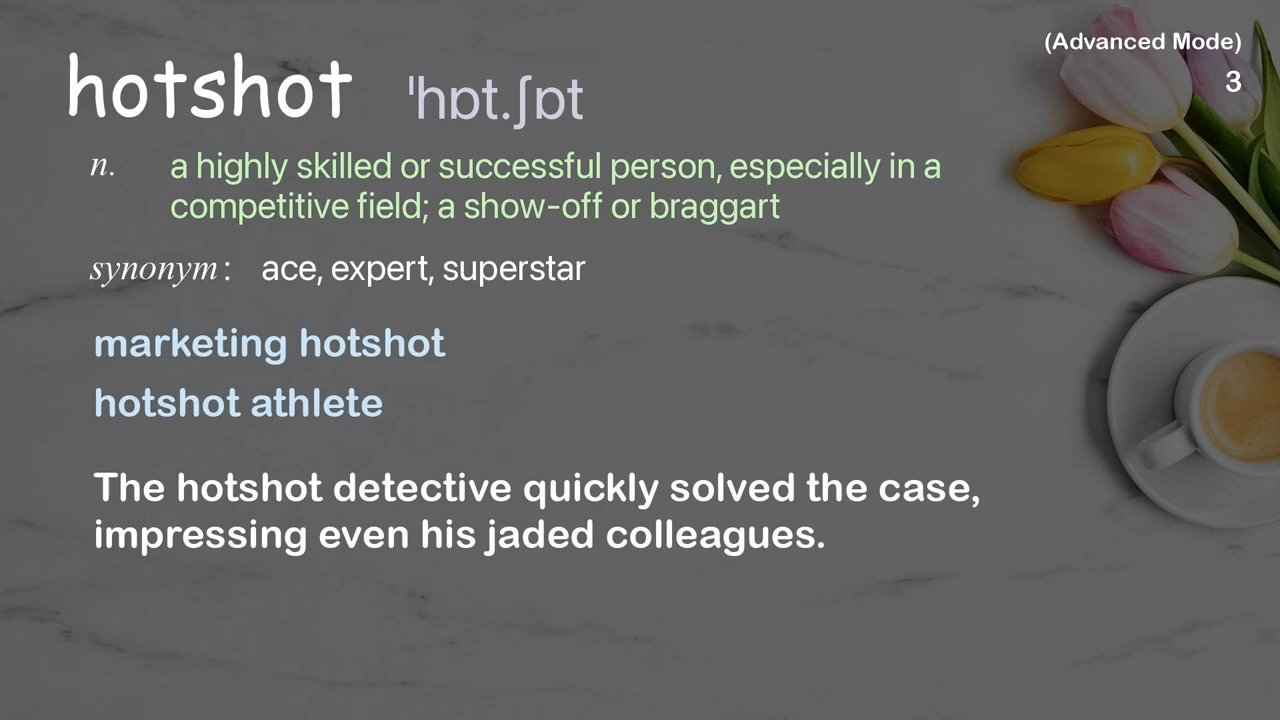 (Advanced Mode)
3
hotshot ˈhɒt.ʃɒt
n. a highly skilled or successful person, especially in a
competitive field; a show-off or braggart
synonym: ace, expert, superstar
marketing hotshot
hotshot athlete
The hotshot detective quickly solved the case,
impressing even his jaded colleagues.